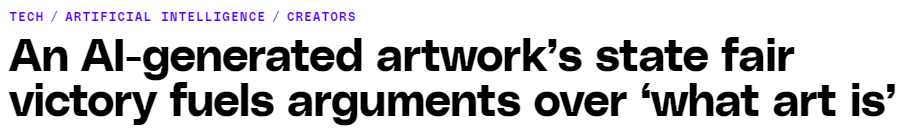 TECH / ARTIFICIAL INTELLIGENCE / CREATORS
An AI-generated artwork’s state fair
victory fuels arguments over ‘what art is’